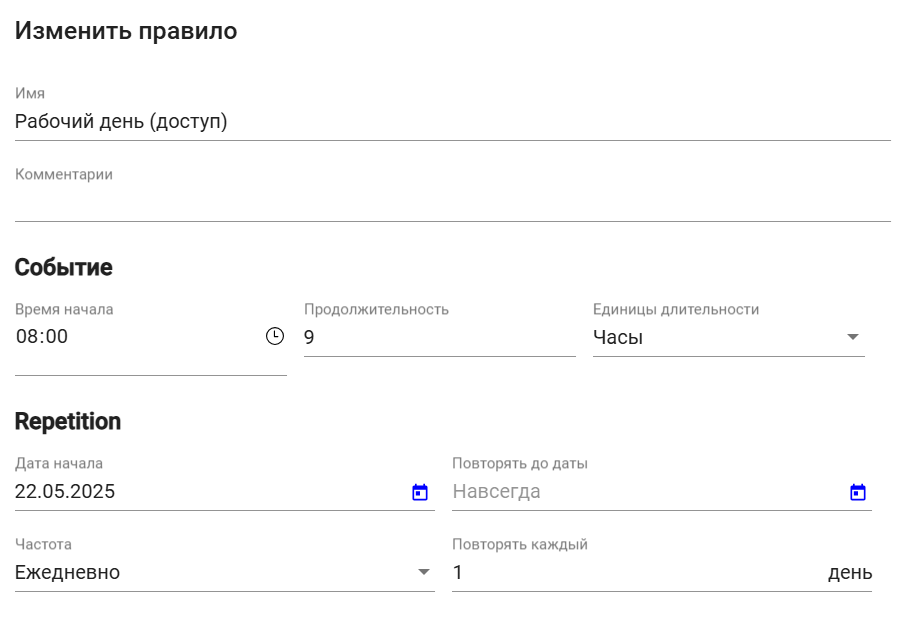 Изменить правило
Имя
Рабочий день (доступ)
Комментарии
Событие
Время начала
Продолжительность
Единицы длительности
08:00
9
Часы
Repetition
Дата начала
Повторять до даты
22.05.2025
Навсегда
Частота
Повторять каждый
Ежедневно
1
день